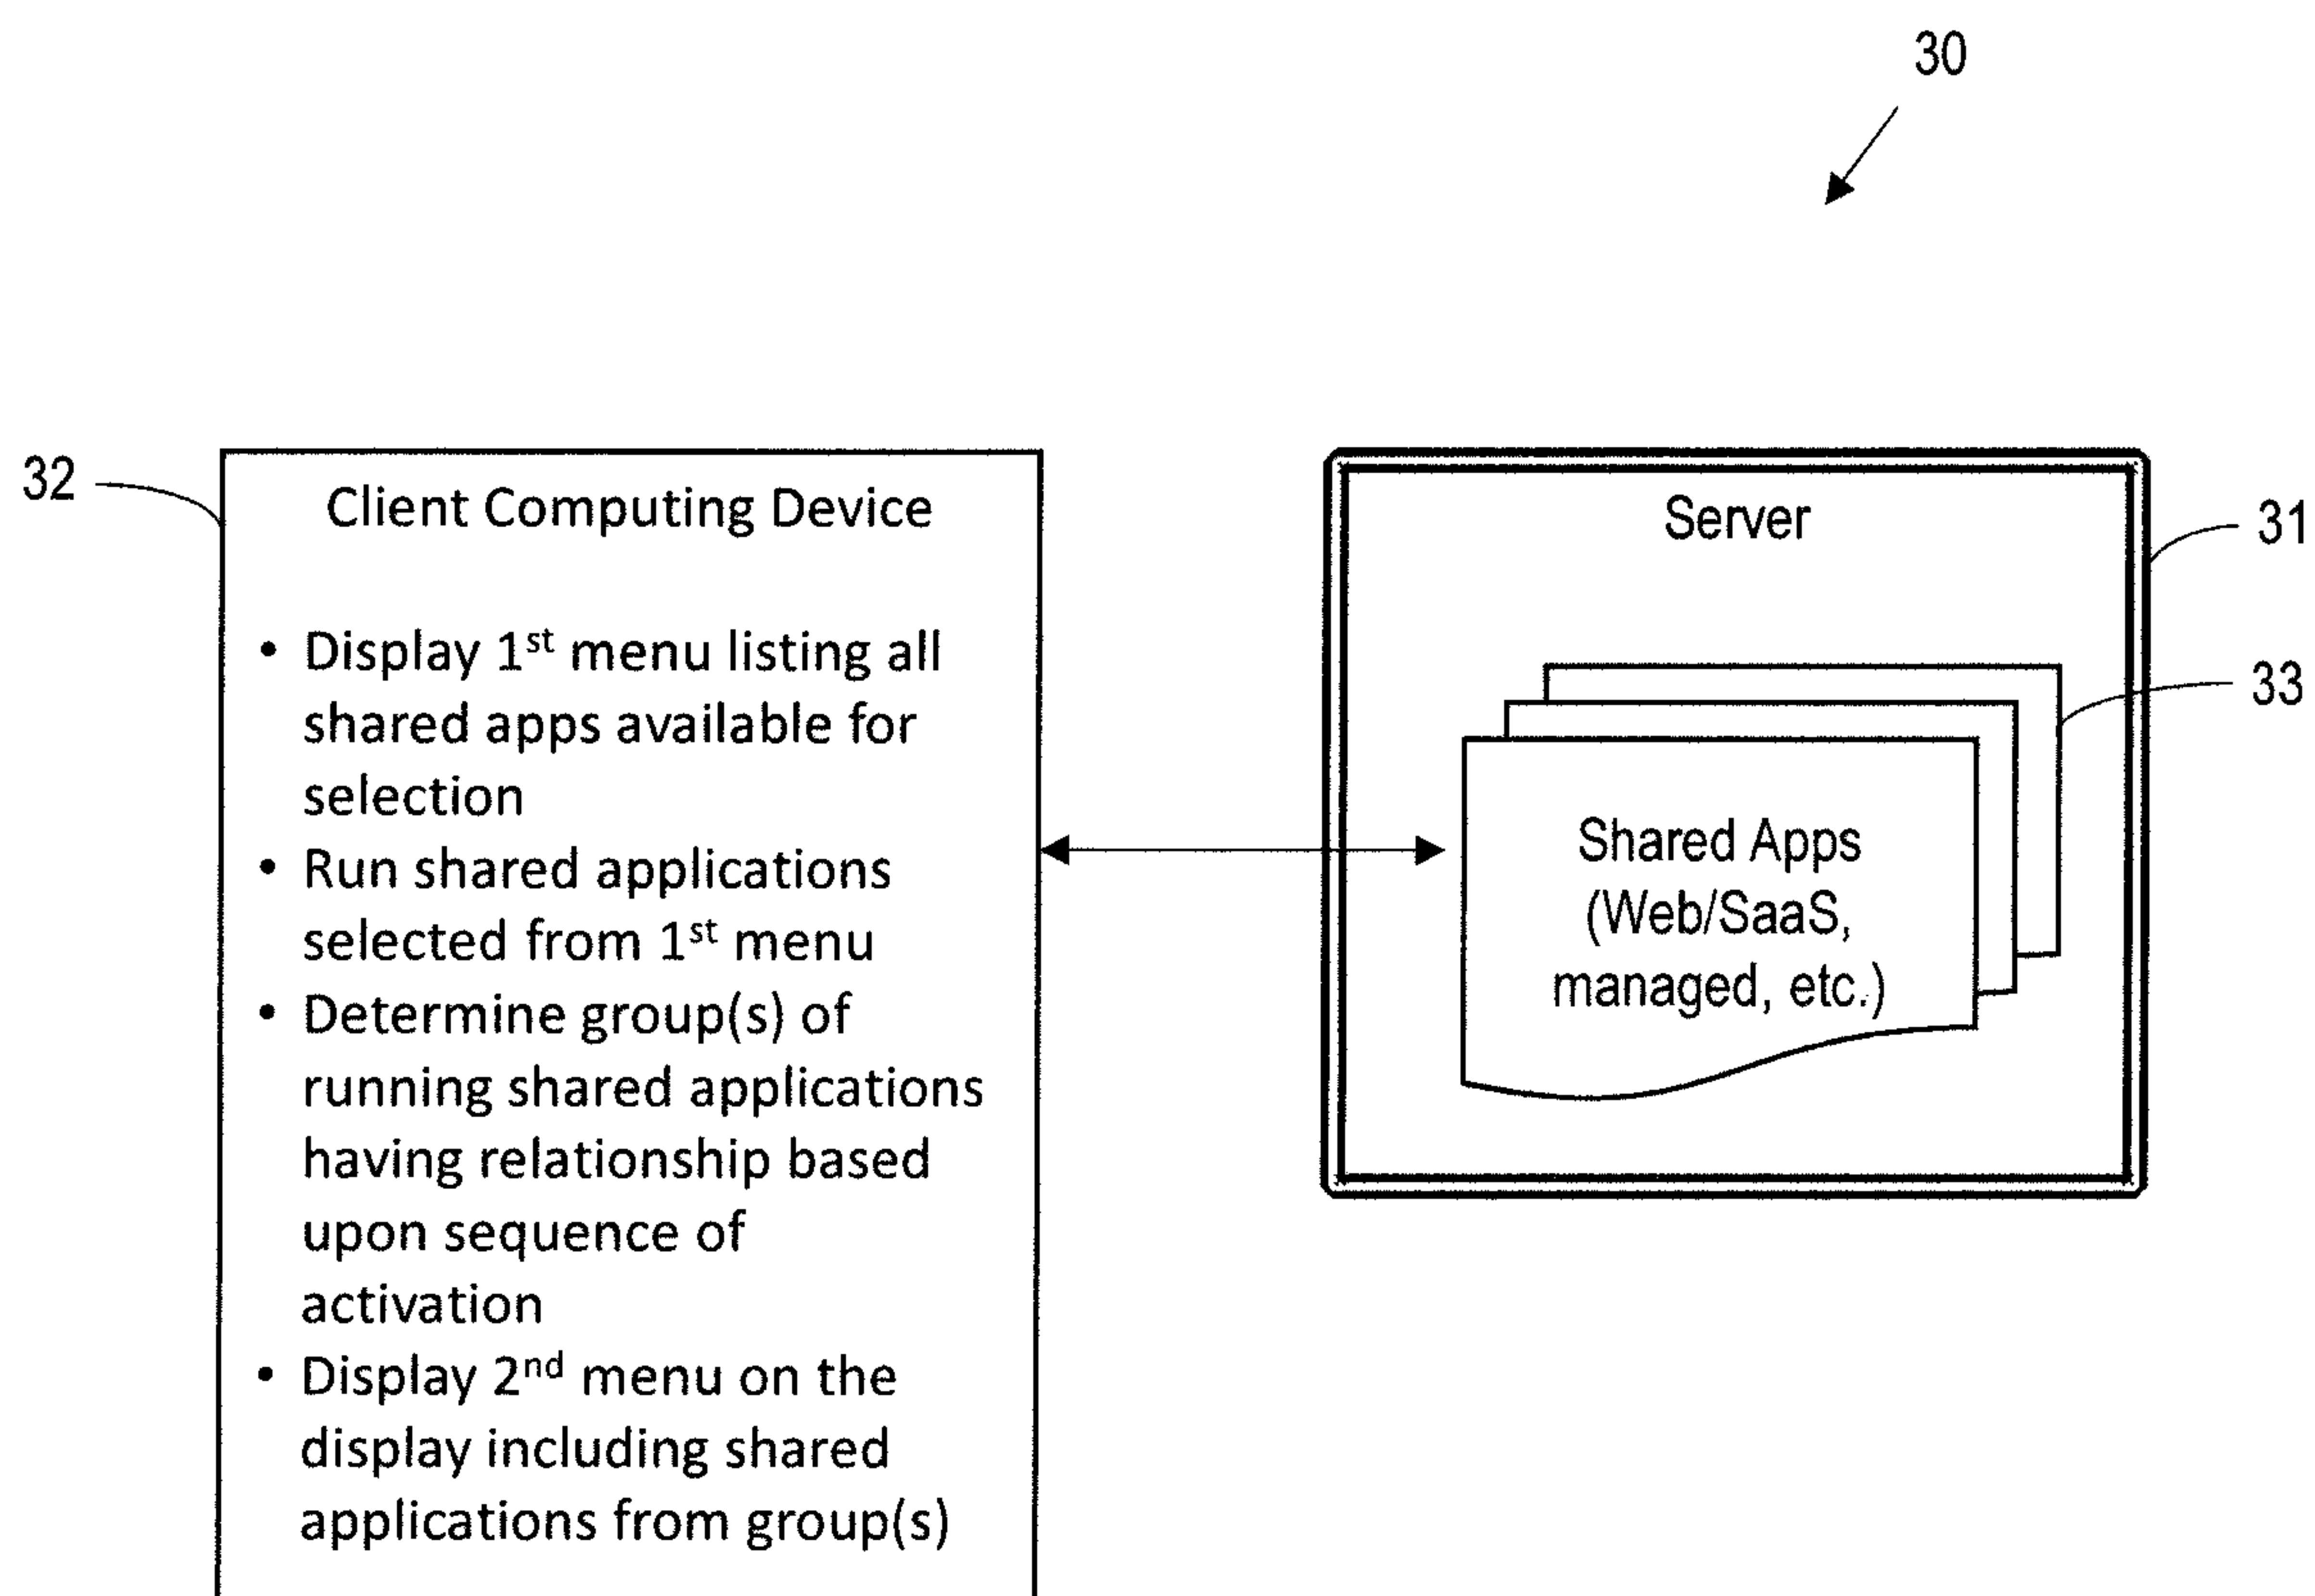 30
32
Client Computing Device
• Display 1st menu listing all
shared apps available for
selection
• Run shared applications
selected from 1st menu
• Determine group(s) of
running shared applications
having relationship based
upon sequence of
activation
• Display 2nd menu on the
display including shared
applications from group(s)
Server
31
33
Shared Apps
(Web/SaaS,
managed, etc.)